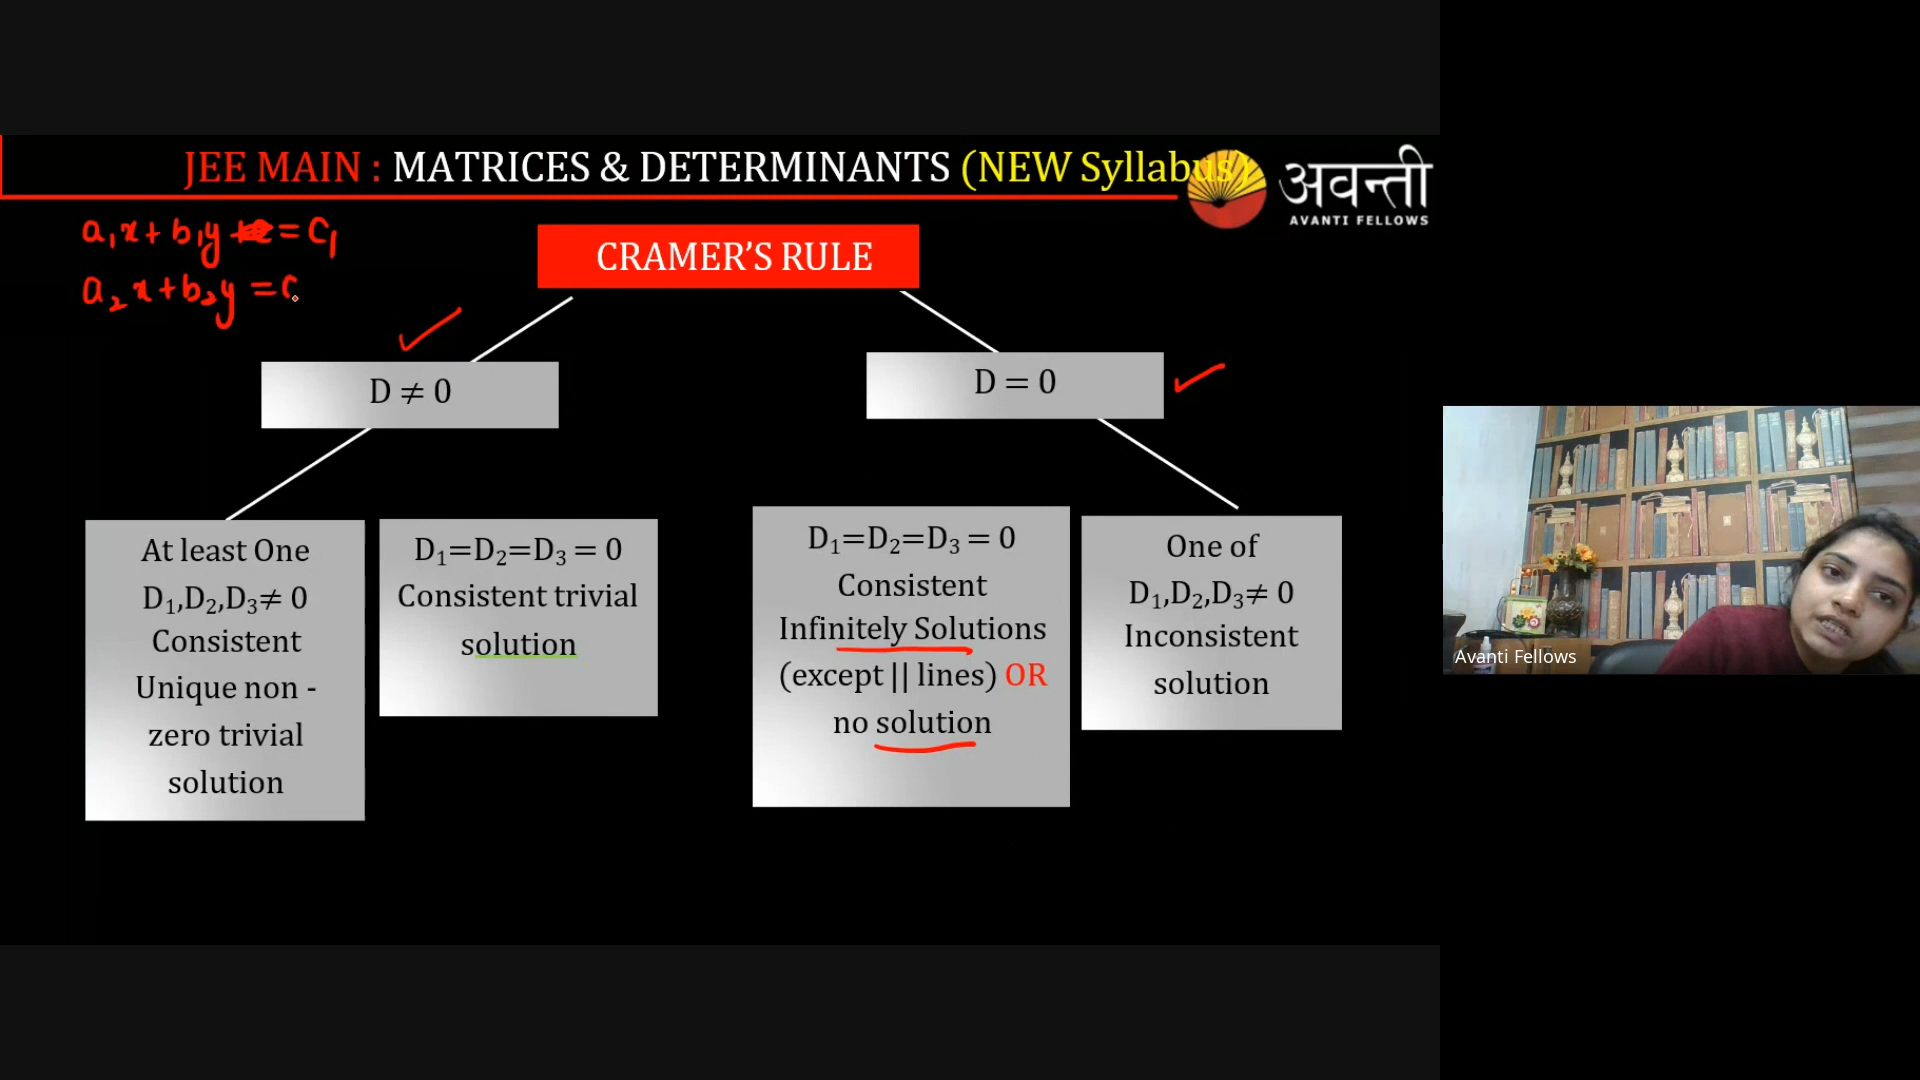 JEE MAIN : MATRICES & DETERMINANTS (NEW Syllabus)
अवन्ती
AVANTI FELLOWS
a₁x + b₁y = C₁
a₂x + b₂y = C
CRAMER’S RULE
D ≠ 0
D = 0
At least One
D₁,D₂,D₃≠ 0
Consistent
Unique non -
zero trivial
solution
D₁=D₂=D₃ = 0
Consistent trivial
solution
D₁=D₂=D₃ = 0
Consistent
Infinitely Solutions
(except || lines) OR
no solution
One of
D₁,D₂,D₃≠ 0
Inconsistent
solution
Avanti Fellows